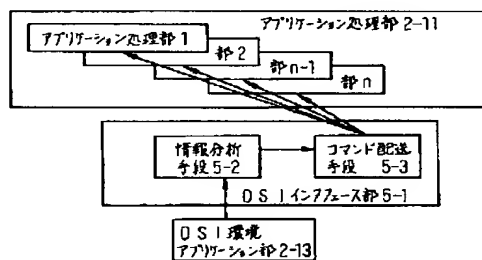 アプリケーション処理部 2-11
アプリケーション処理部 1
部 2
部 n-1
部 n
情報分析
手段 5-2
コマンド配送
手段 5-3
OSIインタフェース部 5-1
OSI環境
アプリケーション部 2-13